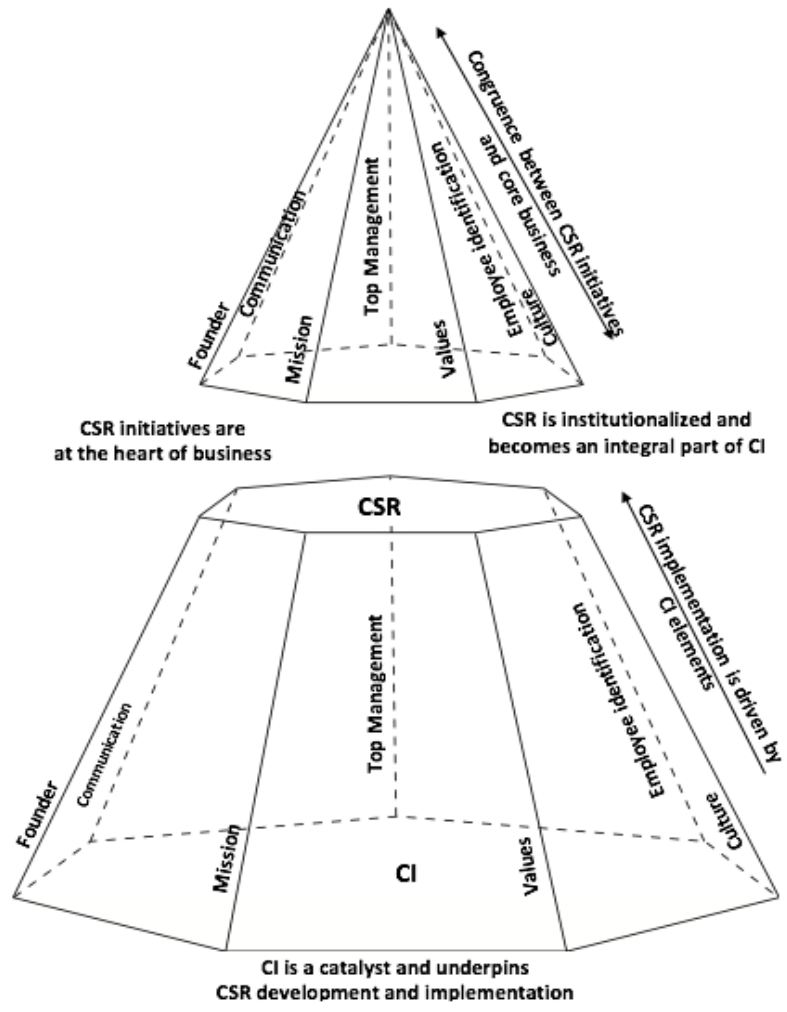 Congruence between CSR initiatives
and core business
Founder
Communication
Mission
Top Management
Values
Employee identification
Culture
CSR initiatives are
at the heart of business
CSR is institutionalized and
becomes an integral part of CI
CSR
CSR implementation is driven by
CI elements
Founder
Communication
Mission
Top Management
Values
Employee identification
Culture
CI
CI is a catalyst and underpins
CSR development and implementation